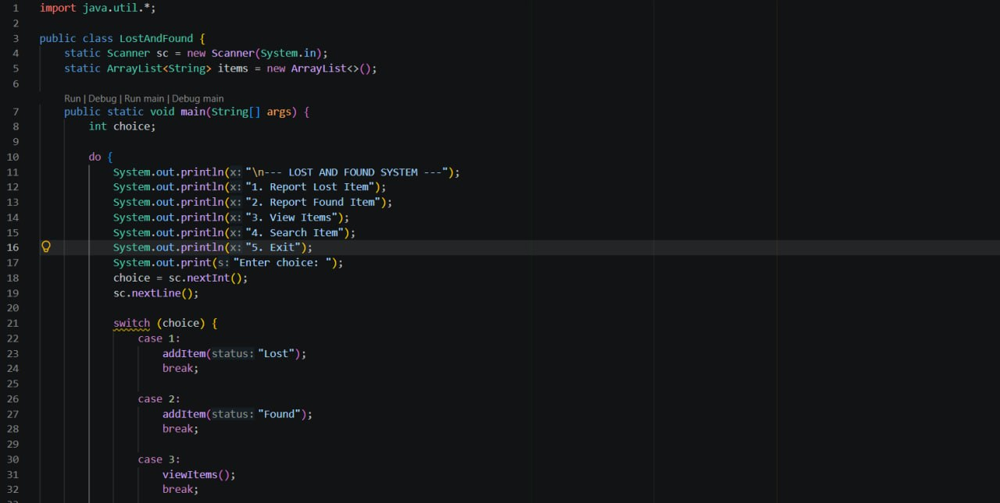 1 import java.util.*;
2
3 public class LostAndFound {
4 static Scanner sc = new Scanner(System.in);
5 static ArrayList<String> items = new ArrayList<>();
6
Run | Debug | Run main | Debug main
7 public static void main(String[] args) {
8 int choice;
9
10 do {
11 System.out.println(x: "\n--- LOST AND FOUND SYSTEM ---");
12 System.out.println(x: "1. Report Lost Item");
13 System.out.println(x: "2. Report Found Item");
14 System.out.println(x: "3. View Items");
15 System.out.println(x: "4. Search Item");
16 System.out.println(x: "5. Exit");
17 System.out.print(s: "Enter choice: ");
18 choice = sc.nextInt();
19 sc.nextLine();
20
21 switch (choice) {
22 case 1:
23 addItem(status: "Lost");
24 break;
25
26 case 2:
27 addItem(status: "Found");
28 break;
29
30 case 3:
31 viewItems();
32 break;